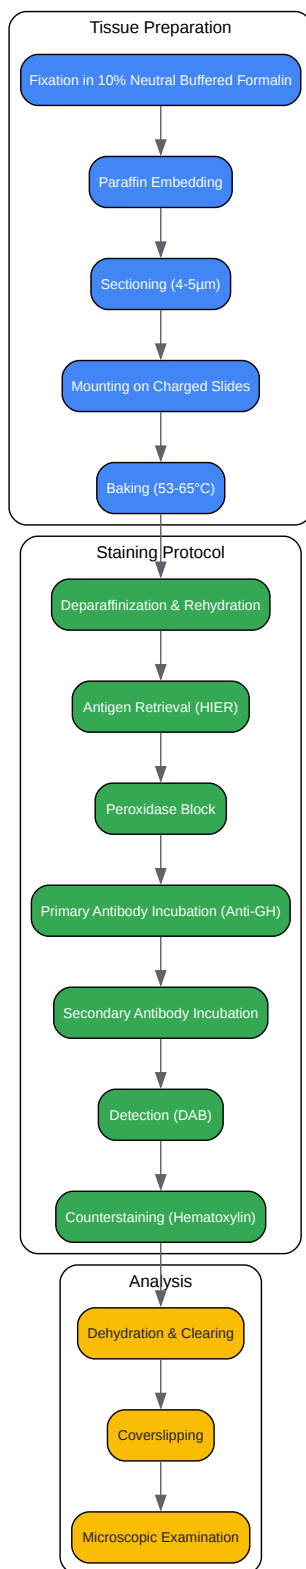 Tissue Preparation
Fixation in 10% Neutral Buffered Formalin
Paraffin Embedding
Sectioning (4-5µm)
Mounting on Charged Slides
Baking (53-65°C)
Staining Protocol
Deparaffinization & Rehydration
Antigen Retrieval (HIER)
Peroxidase Block
Primary Antibody Incubation (Anti-GH)
Secondary Antibody Incubation
Detection (DAB)
Counterstaining (Hematoxylin)
Analysis
Dehydration & Clearing
Coverslipping
Microscopic Examination